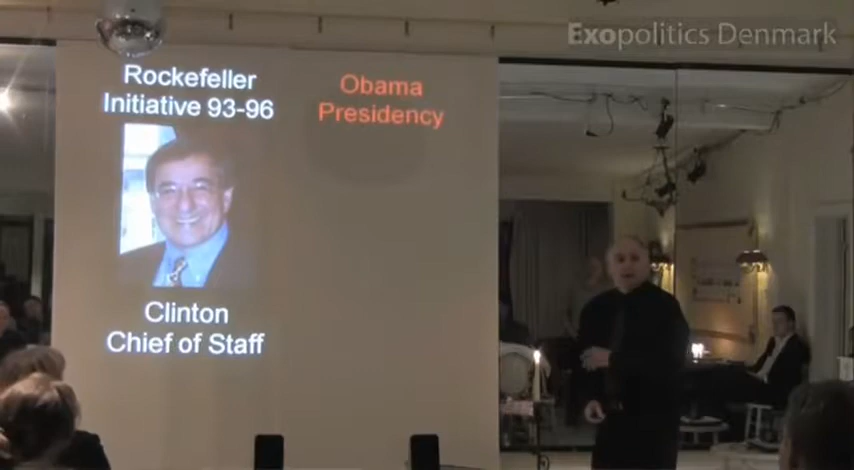 Exopolitics Denmark
Rockefeller
Initiative 93-96
Obama
Presidency
Clinton
Chief of Staff